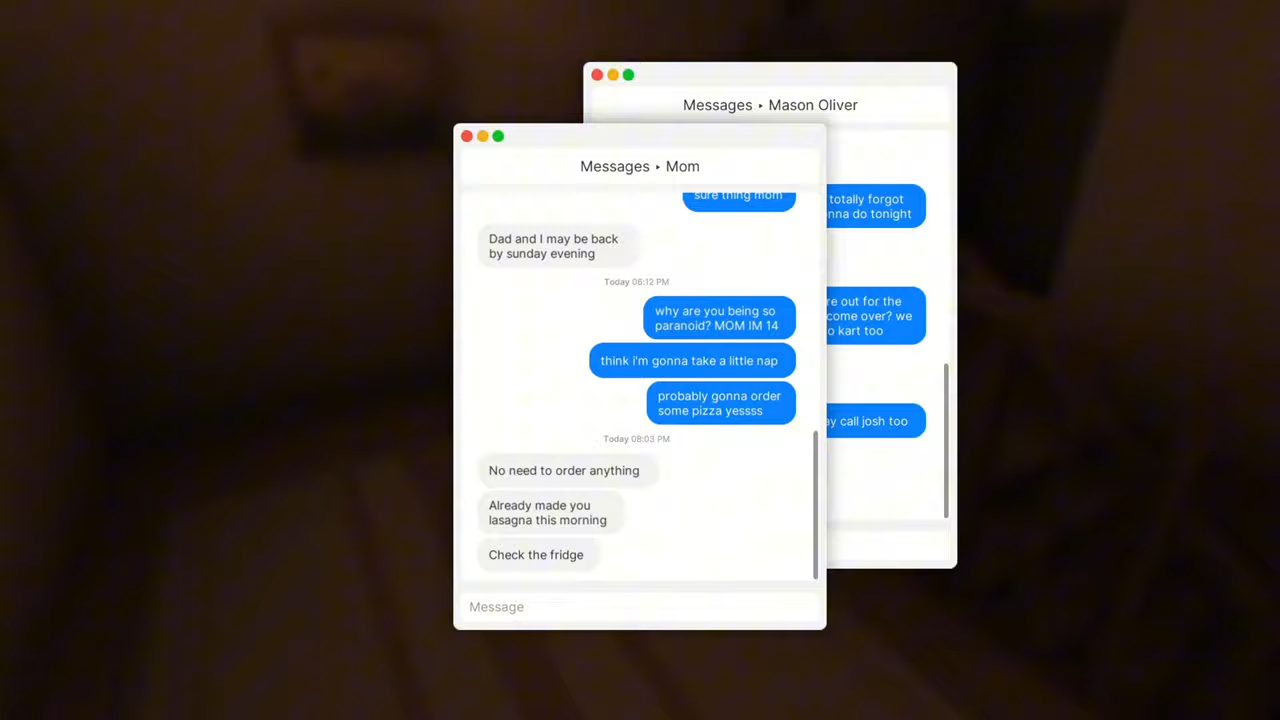 Messages ‣ Mason Oliver
totally forgot
nna do tonight
re out for the
come over? we
o kart too
ay call josh too
Messages ‣ Mom
sure thing mom
Dad and I may be back
by sunday evening
Today 06:12 PM
why are you being so
paranoid? MOM IM 14
think i'm gonna take a little nap
probably gonna order
some pizza yessss
Today 08:03 PM
No need to order anything
Already made you
lasagna this morning
Check the fridge
Message